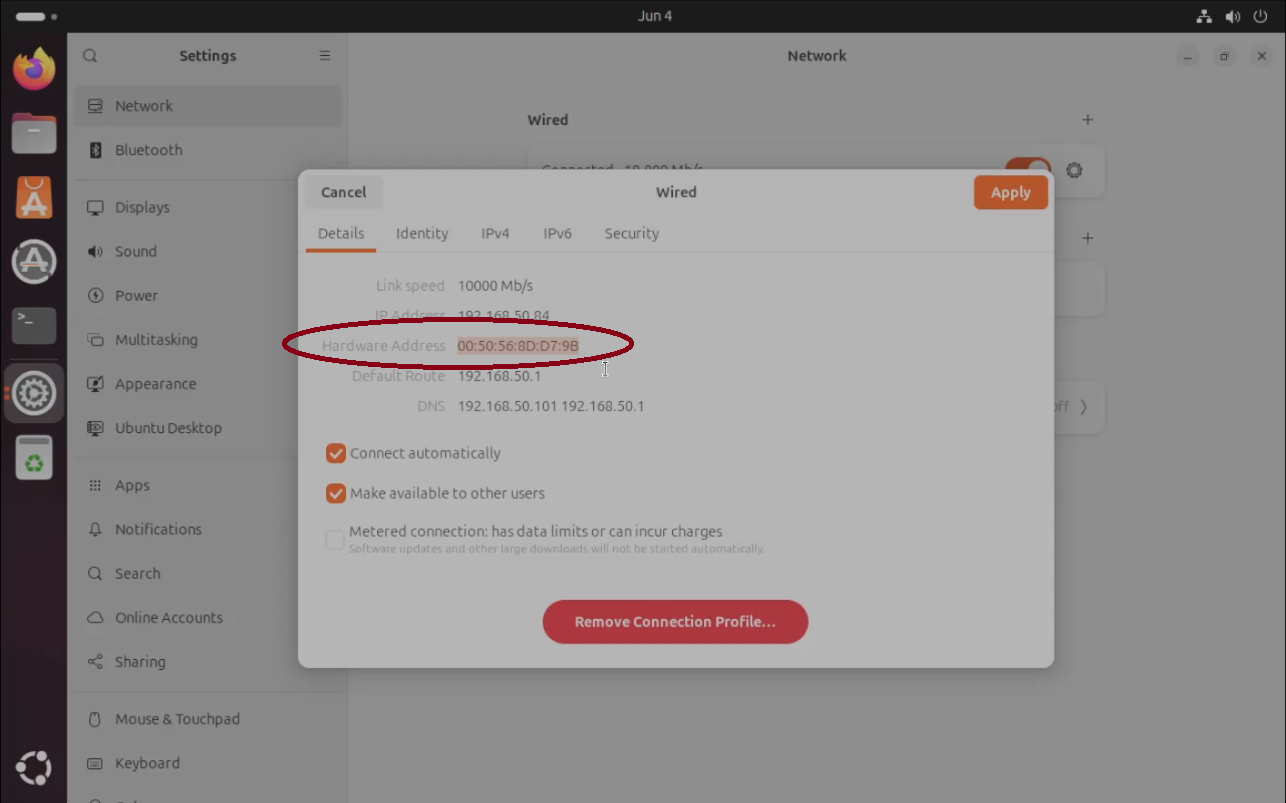 Jun 4
Settings
Network
Network
Bluetooth
Displays
Sound
Power
Multitasking
Appearance
Ubuntu Desktop
Apps
Notifications
Search
Online Accounts
Sharing
Mouse & Touchpad
Keyboard
Wired
Connected - 10,000 Mb/s
Cancel
Wired
Apply
Details Identity IPv4 IPv6 Security
Link speed 10000 Mb/s
IP Address 192.168.50.84
Hardware Address 00:50:56:8D:D7:9B
Default Route 192.168.50.1
DNS 192.168.50.101 192.168.50.1
Connect automatically
Make available to other users
Metered connection: has data limits or can incur charges
Software updates and other large downloads will not be started automatically.
Remove Connection Profile...
Off